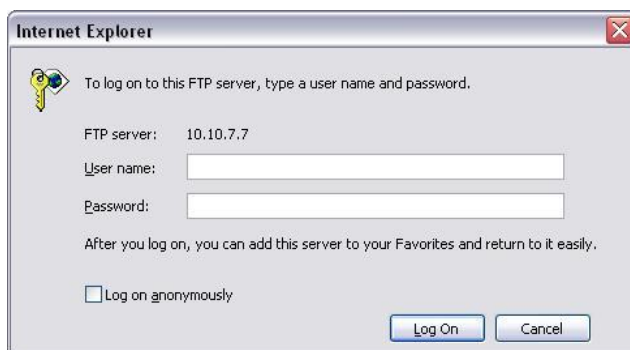 Internet Explorer
To log on to this FTP server, type a user name and password.
FTP server: 10.10.7.7
User name:
Password:
After you log on, you can add this server to your Favorites and return to it easily.
Log on anonymously
Log On Cancel